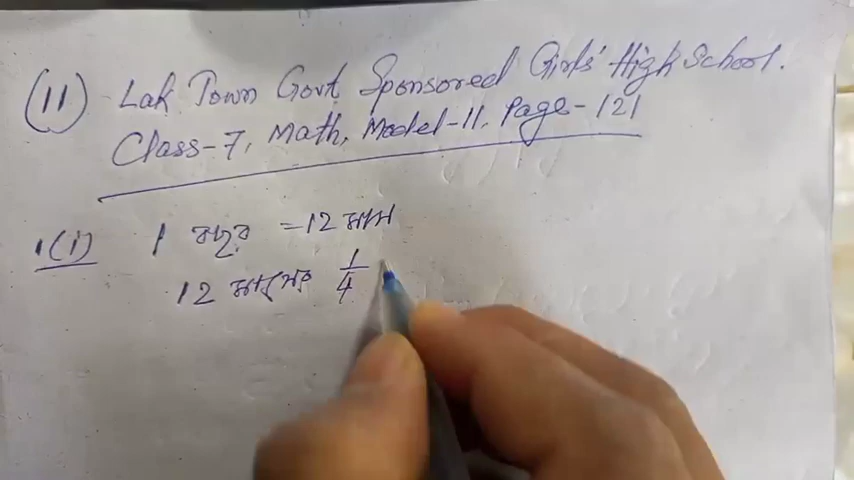 (11) Lak Town Govt Sponsored Girls' High School.
Class-7, Math, Model-11, Page-121
1(i) 1 বছর =12 মাস
12 মাসের 1/4